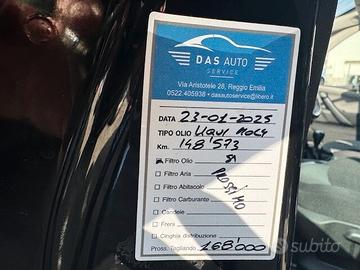 DAS AUTO
SERVICE
Via Aristotele 28, Reggio Emilia
0522.405938 • dasautoservice@libero.it
DATA 23-01-2025
TIPO OLIO LIQUI MOLY
Km. 148'573
Filtro Olio SI
Filtro Aria PROSSIMO
Filtro Abitacolo
Filtro Carburante
Candele
Freni
Cinghia distribuzione
Pross. Tagliando 168'000
subito